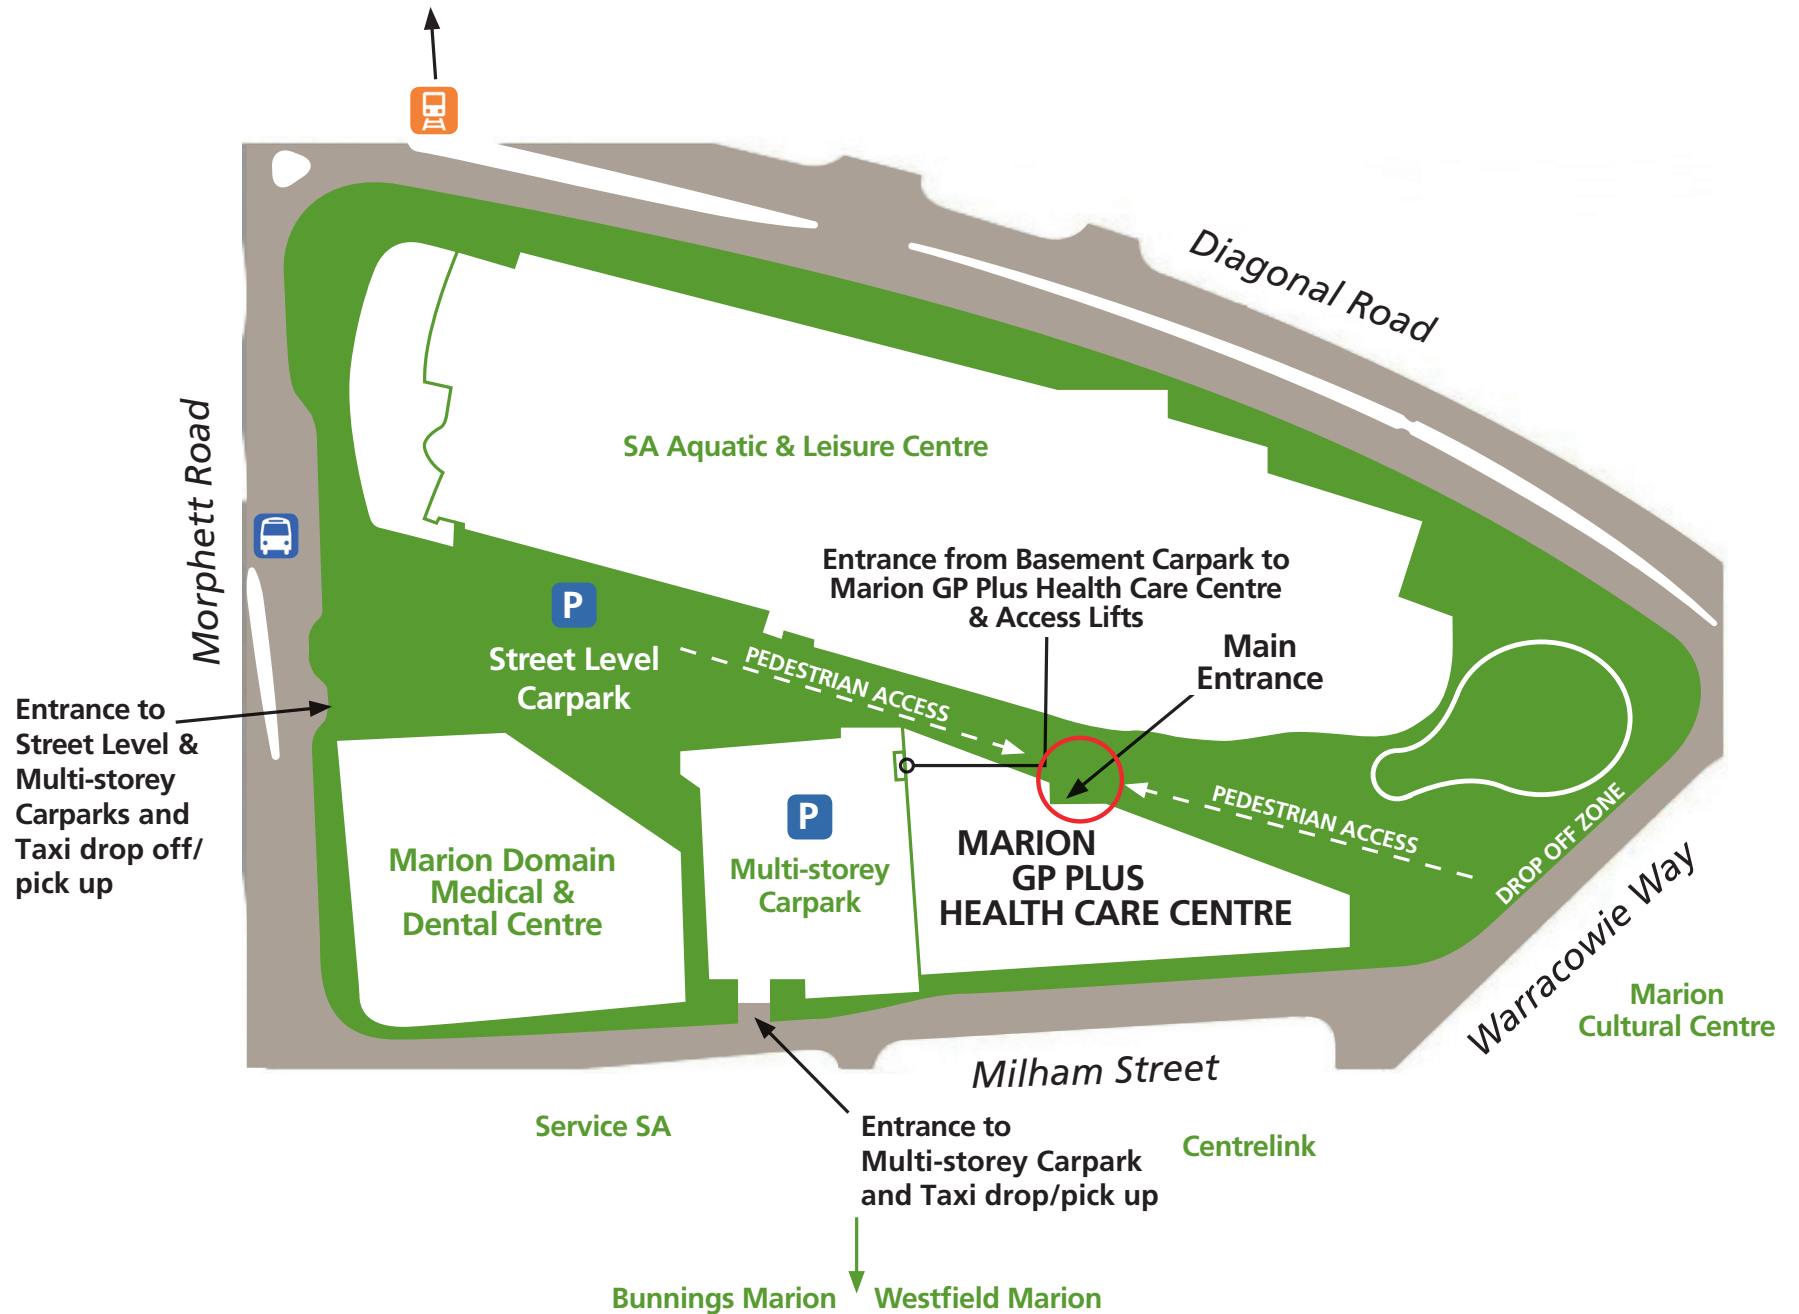 Diagonal Road
Morphett Road
SA Aquatic & Leisure Centre
Entrance from Basement Carpark to
Marion GP Plus Health Care Centre
& Access Lifts
Main
Entrance
P
Street Level
Carpark
PEDESTRIAN ACCESS
Entrance to
Street Level &
Multi-storey
Carparks and
Taxi drop off/
pick up
P
Multi-storey
Carpark
Marion Domain
Medical &
Dental Centre
MARION
GP PLUS
HEALTH CARE CENTRE
PEDESTRIAN ACCESS
DROP OFF ZONE
Warracowie Way
Marion
Cultural Centre
Milham Street
Service SA
Entrance to
Multi-storey Carpark
and Taxi drop/pick up
Centrelink
Bunnings Marion
Westfield Marion